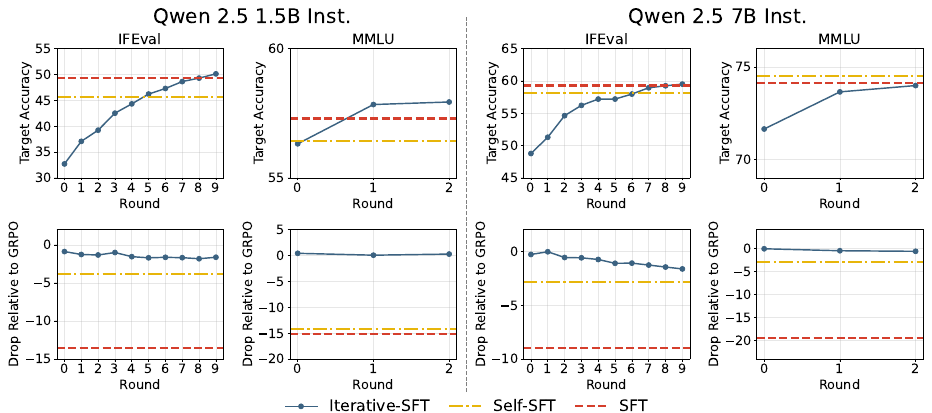 Qwen 2.5 1.5B Inst.
Qwen 2.5 7B Inst.
IFEval
MMLU
IFEval
MMLU
Target Accuracy
55
50
45
40
35
30
0 1 2 3 4 5 6 7 8 9
Round
Target Accuracy
60
55
0 1 2
Round
Target Accuracy
65
60
55
50
45
0 1 2 3 4 5 6 7 8 9
Round
Target Accuracy
75
70
0 1 2
Round
Drop Relative to GRPO
0
−5
−10
−15
0 1 2 3 4 5 6 7 8 9
Round
Drop Relative to GRPO
5
0
−5
−10
−15
−20
0 1 2
Round
Drop Relative to GRPO
0
−5
−10
0 1 2 3 4 5 6 7 8 9
Round
Drop Relative to GRPO
0
−5
−10
−15
−20
0 1 2
Round
Iterative-SFT Self-SFT SFT